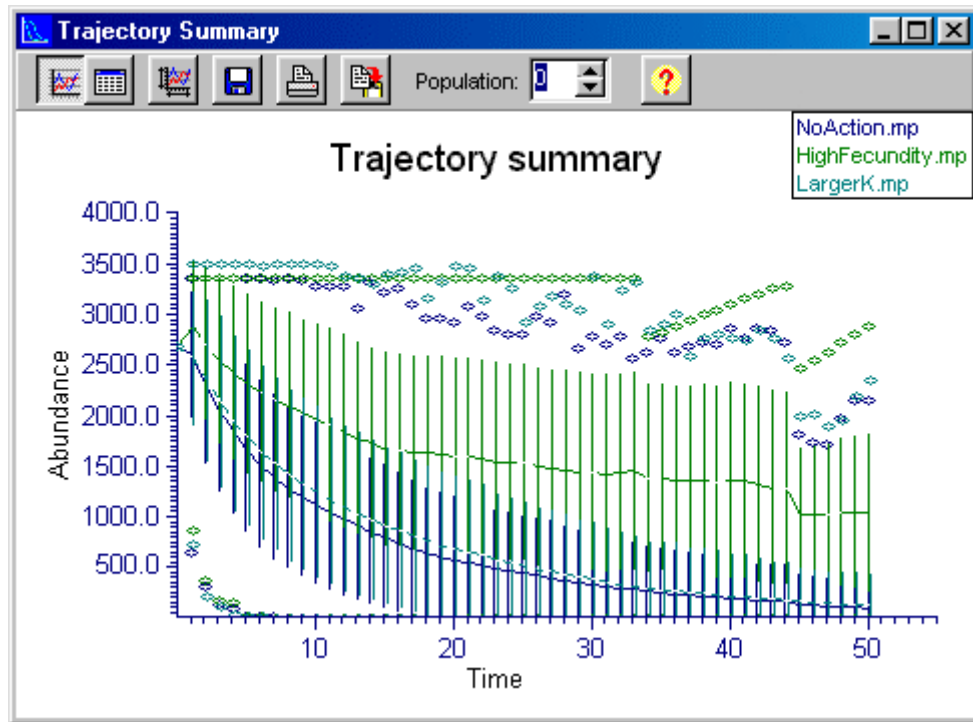 Trajectory Summary
Population: 0
?
NoAction.mp
HighFecundity.mp
LargerK.mp
Trajectory summary
Abundance
4000.0
3500.0
3000.0
2500.0
2000.0
1500.0
1000.0
500.0
10 20 30 40 50
Time